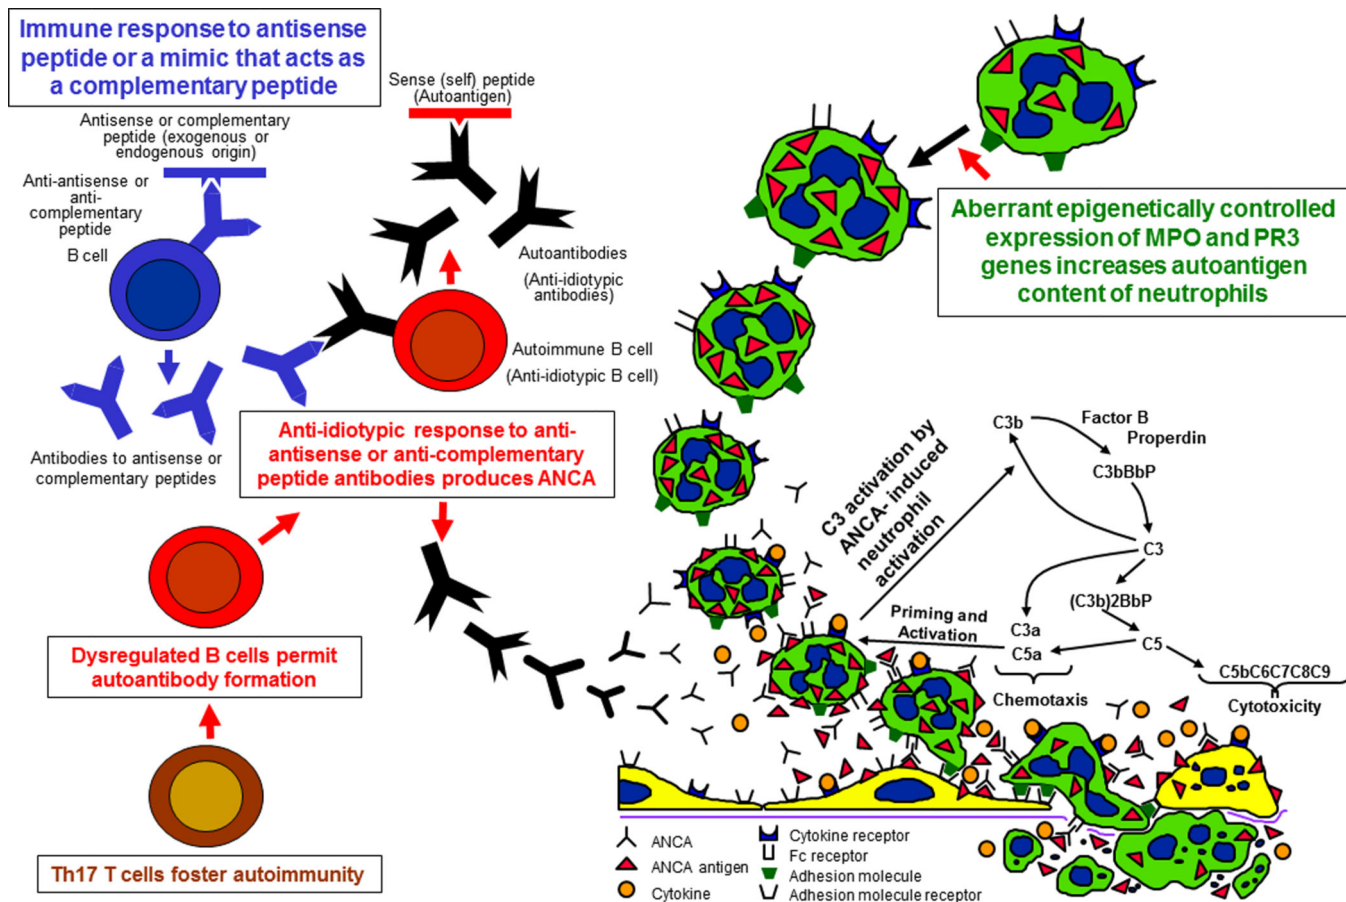 Immune response to antisense
peptide or a mimic that acts as
a complementary peptide
Antisense or complementary
peptide (exogenous or
endogenous origin)
Anti-antisense or
anti-
complementary
peptide
B cell
Antibodies to antisense or
complementary peptides
Sense (self) peptide
(Autoantigen)
Autoantibodies
(Anti-idiotypic
antibodies)
Autoimmune B cell
(Anti-idiotypic B cell)
Anti-idiotypic response to anti-
antisense or anti-complementary
peptide antibodies produces ANCA
Dysregulated B cells permit
autoantibody formation
Th17 T cells foster autoimmunity
Aberrant epigenetically controlled
expression of MPO and PR3
genes increases autoantigen
content of neutrophils
C3 activation by
ANCA- induced
neutrophil
activation
C3b
Factor B
Properdin
C3bBbP
C3
(C3b)2BbP
C3a
C5a
C5
Priming and
Activation
Chemotaxis
C5bC6C7C8C9
Cytotoxicity
ANCA
ANCA antigen
Cytokine
Cytokine receptor
Fc receptor
Adhesion molecule
Adhesion molecule receptor